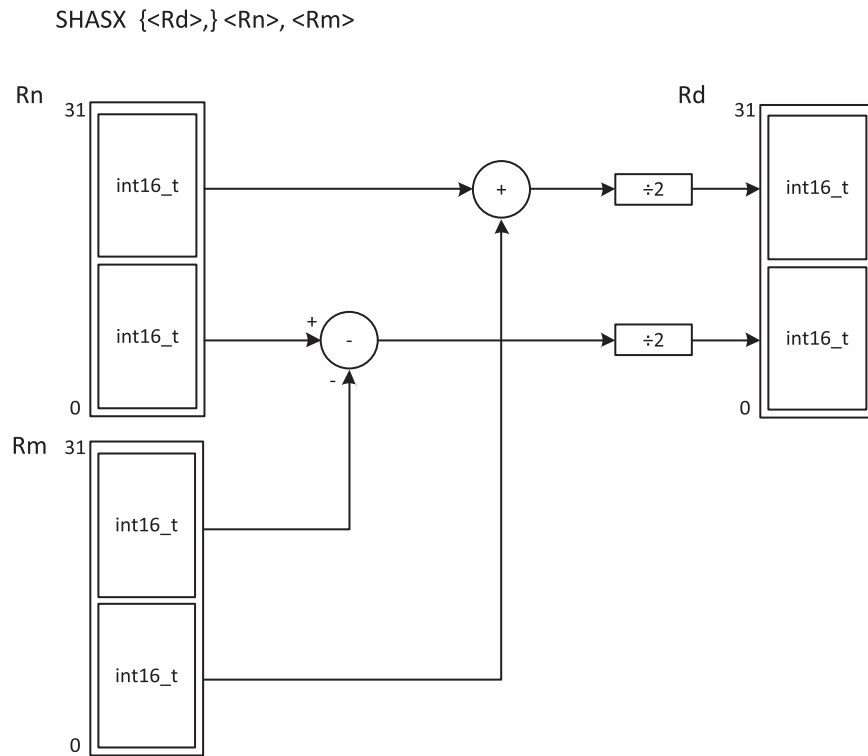 SHASX {<Rd>,} <Rn>, <Rm>
Rn
31
int16_t
int16_t
0
+
-
+
-
÷2
÷2
Rd
31
int16_t
int16_t
0
Rm
31
int16_t
int16_t
0